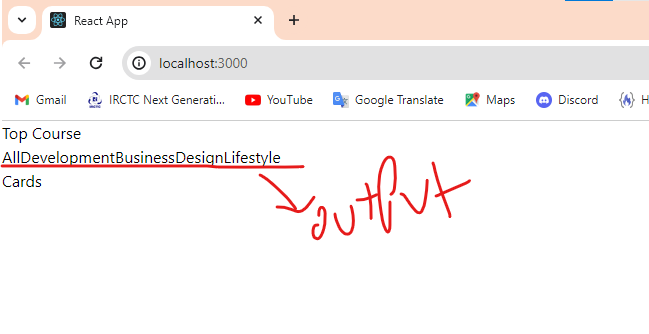 React App
localhost:3000
Gmail IRCTC Next Generati... YouTube Google Translate Maps Discord H
Top Course
AllDevelopmentBusinessDesignLifestyle
Cards
output